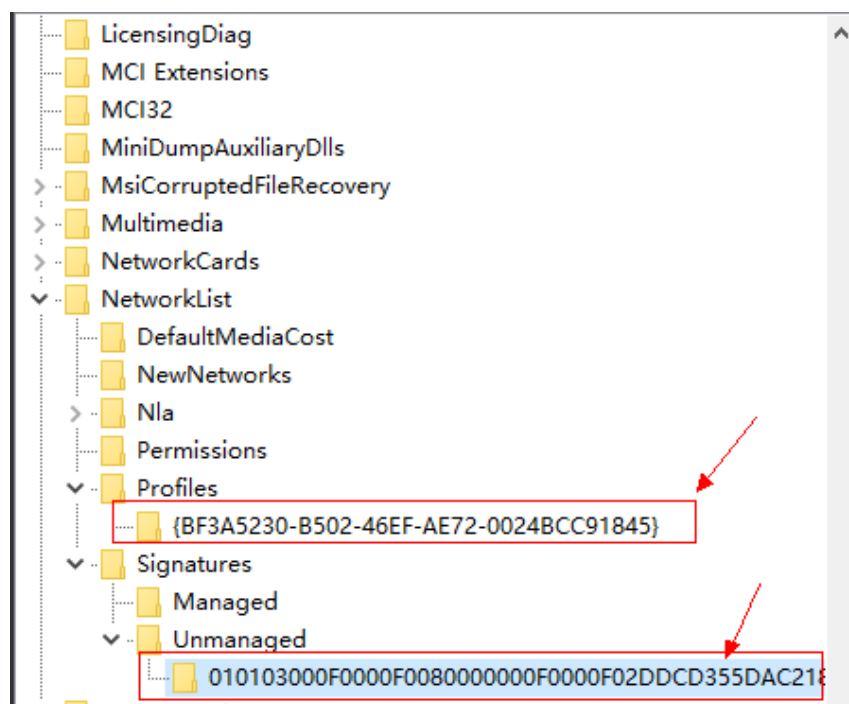 LicensingDiag
MCI Extensions
MCI32
MiniDumpAuxiliaryDlls
MsiCorruptedFileRecovery
Multimedia
NetworkCards
NetworkList
DefaultMediaCost
NewNetworks
Nla
Permissions
Profiles
{BF3A5230-B502-46EF-AE72-0024BCC91845}
Signatures
Managed
Unmanaged
010103000F0000F0080000000F0000F02DDCD355DAC218